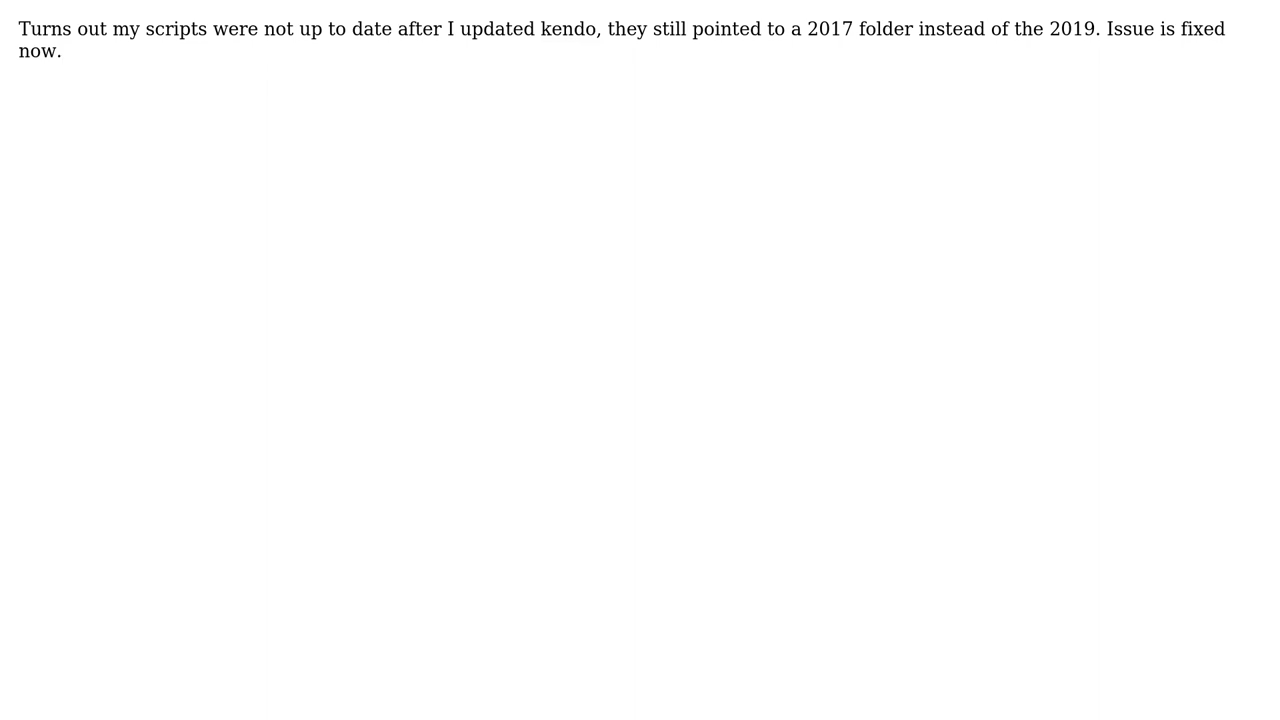 Turns out my scripts were not up to date after I updated kendo, they still pointed to a 2017 folder instead of the 2019. Issue is fixed
now.